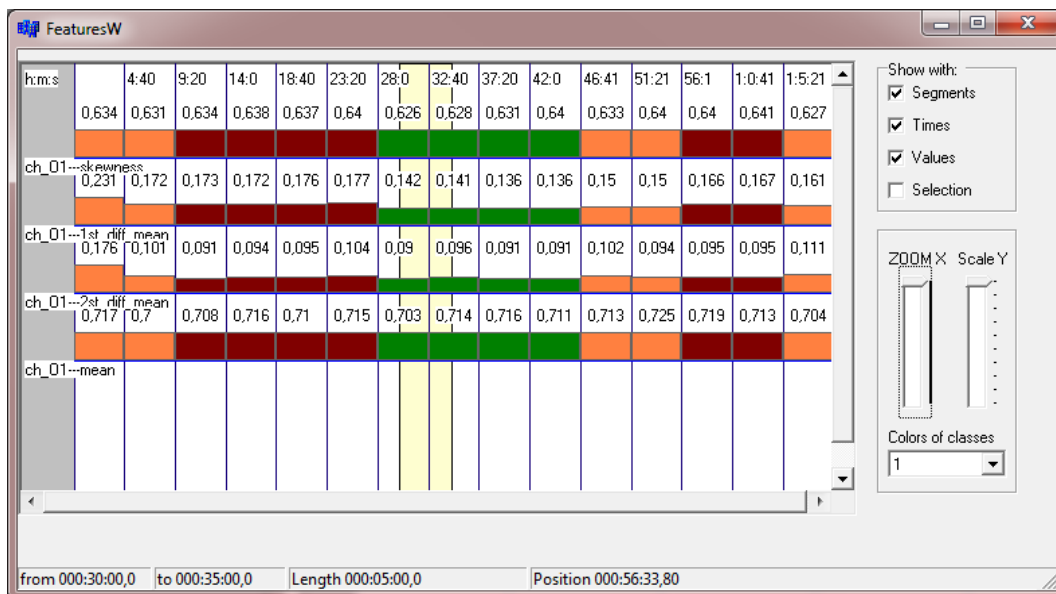 FeaturesW
h:m:s 4:40 9:20 14:0 18:40 23:20 28:0 32:40 37:20 42:0 46:41 51:21 56:1 1:0:41 1:5:21
0,634 0,631 0,634 0,638 0,637 0,64 0,626 0,628 0,631 0,64 0,633 0,64 0,64 0,641 0,627
ch_01---skewness
0,231 0,172 0,173 0,172 0,176 0,177 0,142 0,141 0,136 0,136 0,15 0,15 0,166 0,167 0,161
ch_01---1st_diff_mean
0,176 0,101 0,091 0,094 0,095 0,104 0,09 0,096 0,091 0,091 0,102 0,094 0,095 0,095 0,111
ch_01---2st_diff_mean
0,717 0,7 0,708 0,716 0,71 0,715 0,703 0,714 0,716 0,711 0,713 0,725 0,719 0,713 0,704
ch_01---mean
Show with:
Segments
Times
Values
Selection
ZOOM X Scale Y
Colors of classes
1
from 000:30:00,0 to 000:35:00,0 Length 000:05:00,0 Position 000:56:33,80